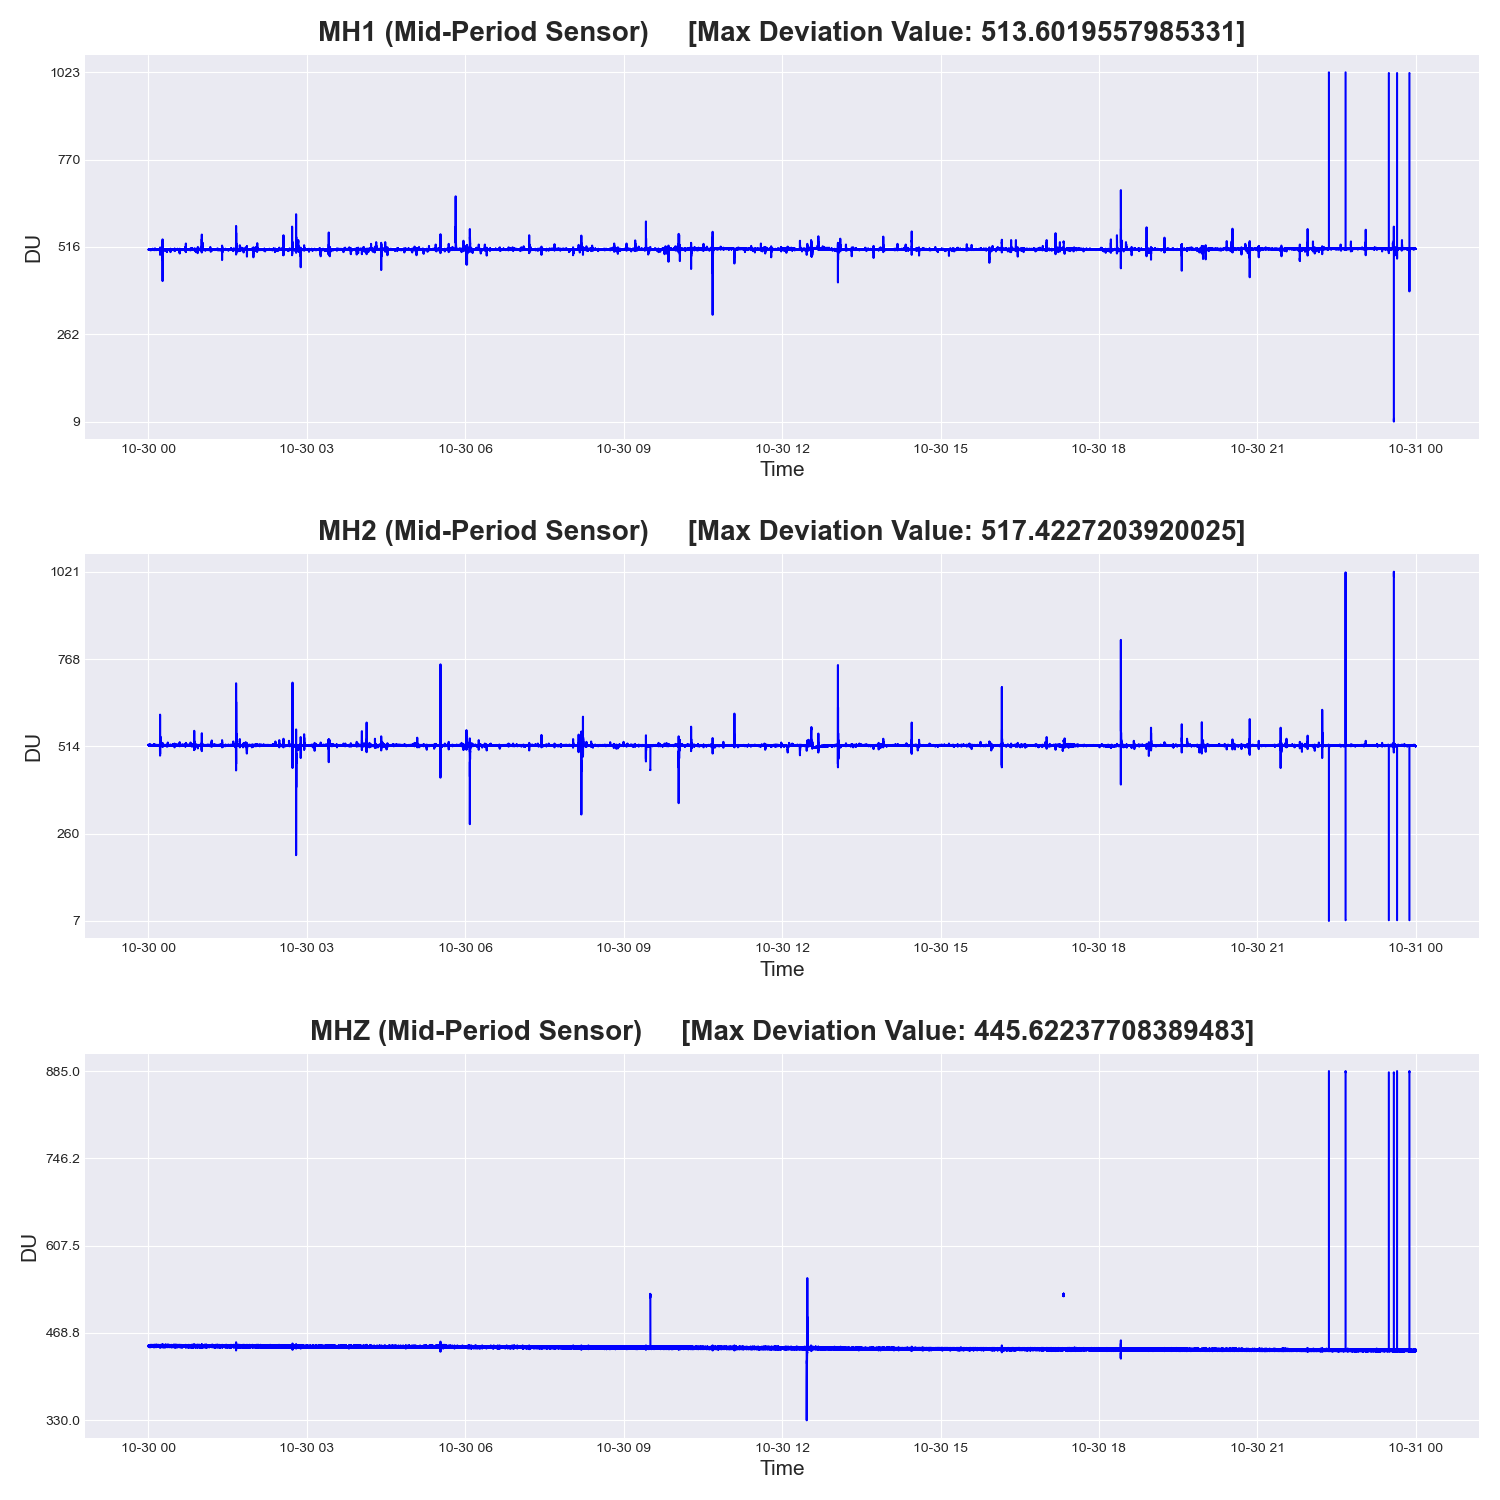 MH1 (Mid-Period Sensor)     [Max Deviation Value: 513.6019557985331]
1023
770
516
262
9
DU
10-30 00 10-30 03 10-30 06 10-30 09 10-30 12 10-30 15 10-30 18 10-30 21 10-31 00
Time
MH2 (Mid-Period Sensor)     [Max Deviation Value: 517.4227203920025]
1021
768
514
260
7
DU
10-30 00 10-30 03 10-30 06 10-30 09 10-30 12 10-30 15 10-30 18 10-30 21 10-31 00
Time
MHZ (Mid-Period Sensor)     [Max Deviation Value: 445.62237708389483]
885.0
746.2
607.5
468.8
330.0
DU
10-30 00 10-30 03 10-30 06 10-30 09 10-30 12 10-30 15 10-30 18 10-30 21 10-31 00
Time